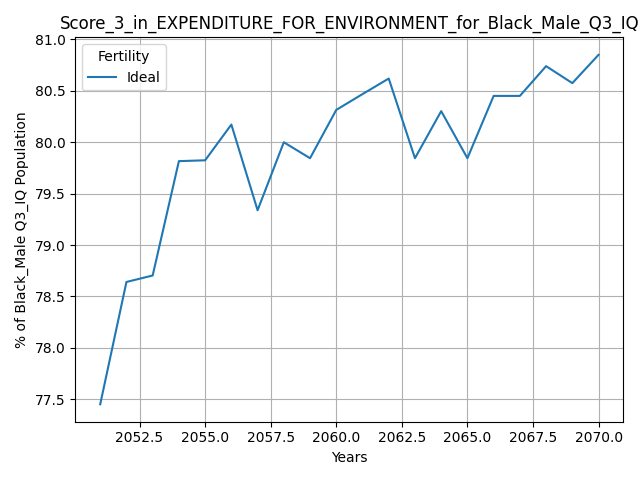 Score_3_in_EXPENDITURE_FOR_ENVIRONMENT_for_Black_Male_Q3_IQ
Fertility
Ideal
% of Black_Male Q3_IQ Population
81.0
80.5
80.0
79.5
79.0
78.5
78.0
77.5
2052.5 2055.0 2057.5 2060.0 2062.5 2065.0 2067.5 2070.0
Years